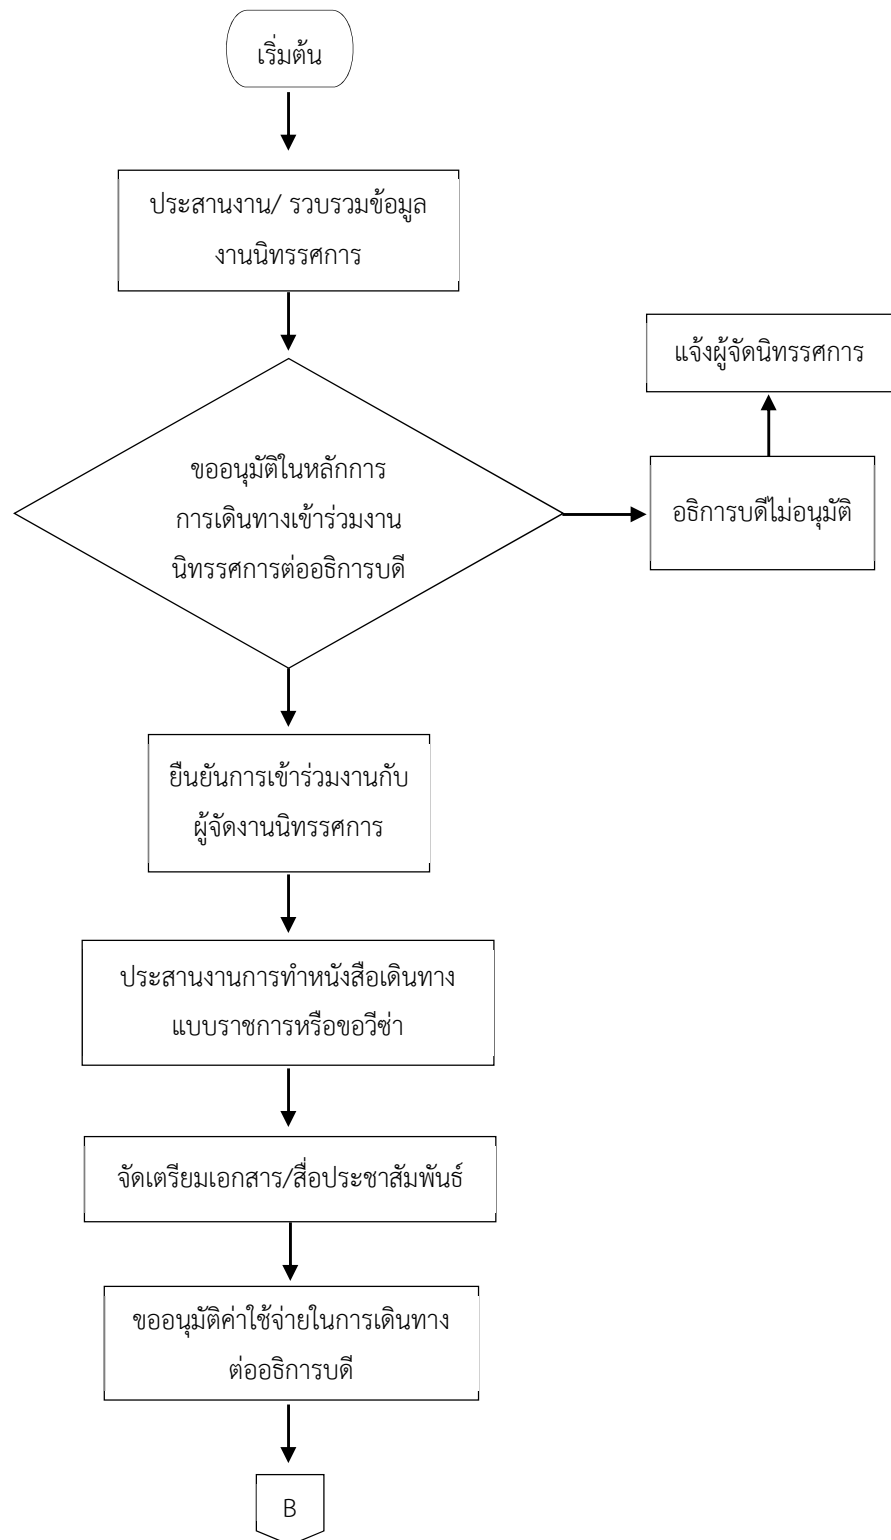 เริ่มต้น
ประสานงาน/ รวบรวมข้อมูล
งานนิทรรศการ
แจ้งผู้จัดนิทรรศการ
ขออนุมัติในหลักการ
การเดินทางเข้าร่วมงาน
นิทรรศการต่ออธิการบดี
อธิการบดีไม่อนุมัติ
ยืนยันการเข้าร่วมงานกับ
ผู้จัดงานนิทรรศการ
ประสานงานการทำหนังสือเดินทาง
แบบราชการหรือขอวีซ่า
จัดเตรียมเอกสาร/สื่อประชาสัมพันธ์
ขออนุมัติค่าใช้จ่ายในการเดินทาง
ต่ออธิการบดี
B